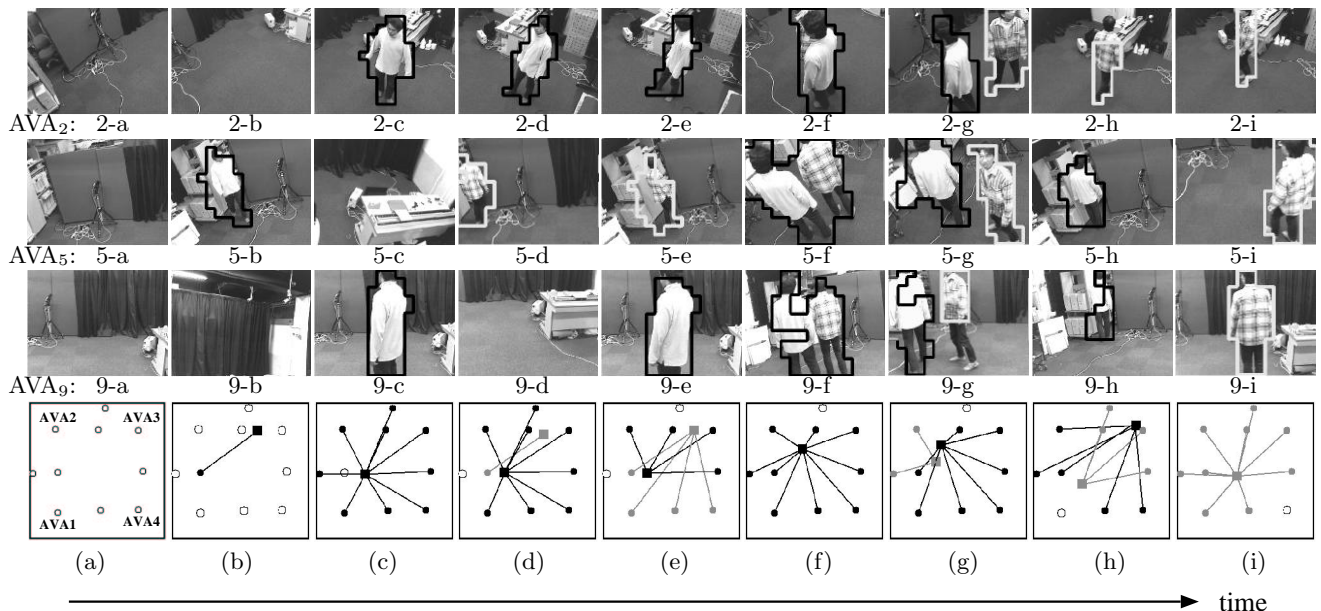 AVA2: 2-a 2-b 2-c 2-d 2-e 2-f 2-g 2-h 2-i
AVA5: 5-a 5-b 5-c 5-d 5-e 5-f 5-g 5-h 5-i
AVA9: 9-a 9-b 9-c 9-d 9-e 9-f 9-g 9-h 9-i
AVA2 AVA3
AVA1 AVA4
(a) (b) (c) (d) (e) (f) (g) (h) (i)
time